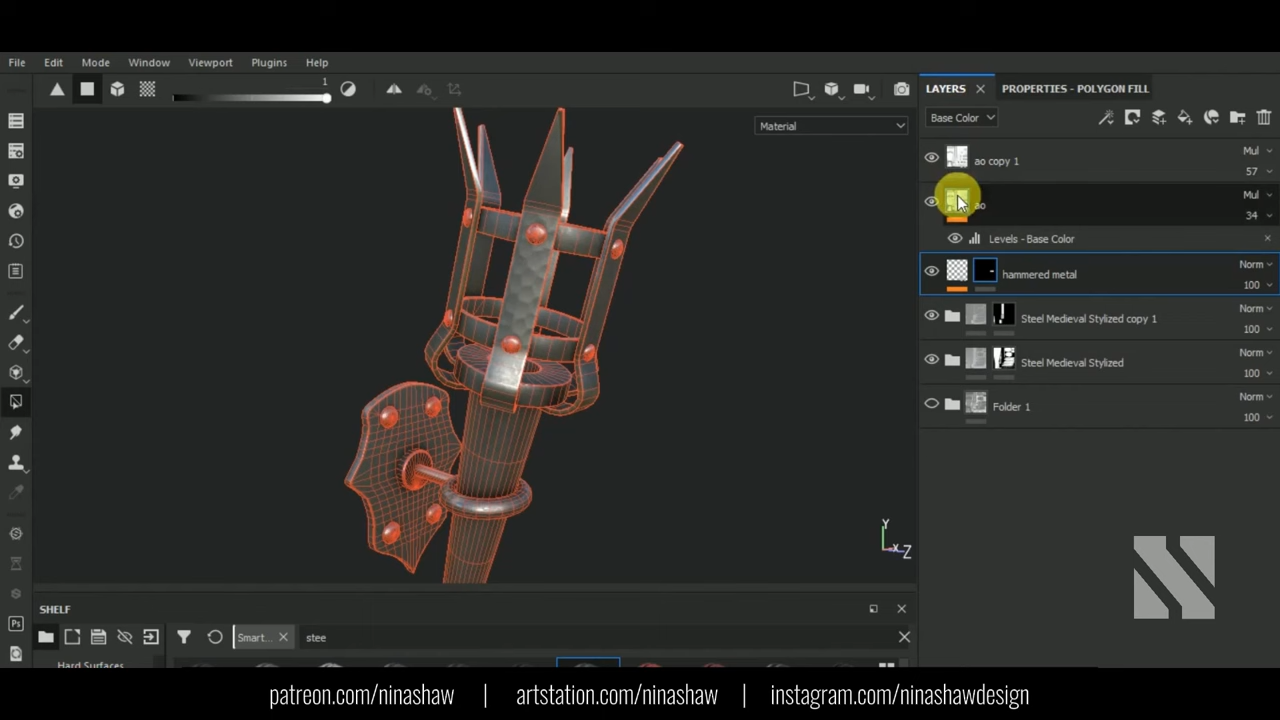 File Edit Mode Window Viewport Plugins Help
1
Material
LAYERS
PROPERTIES - POLYGON FILL
Base Color
ao copy 1
Mul
57
ao
Mul
34
Levels - Base Color
hammered metal
Norm
100
Steel Medieval Stylized copy 1
Norm
100
Steel Medieval Stylized
Norm
100
Folder 1
Norm
100
Y
X
Z
SHELF
Ps
Smart...
stee
Hard Surfaces
patreon.com/ninashaw | artstation.com/ninashaw | instagram.com/ninashawdesign